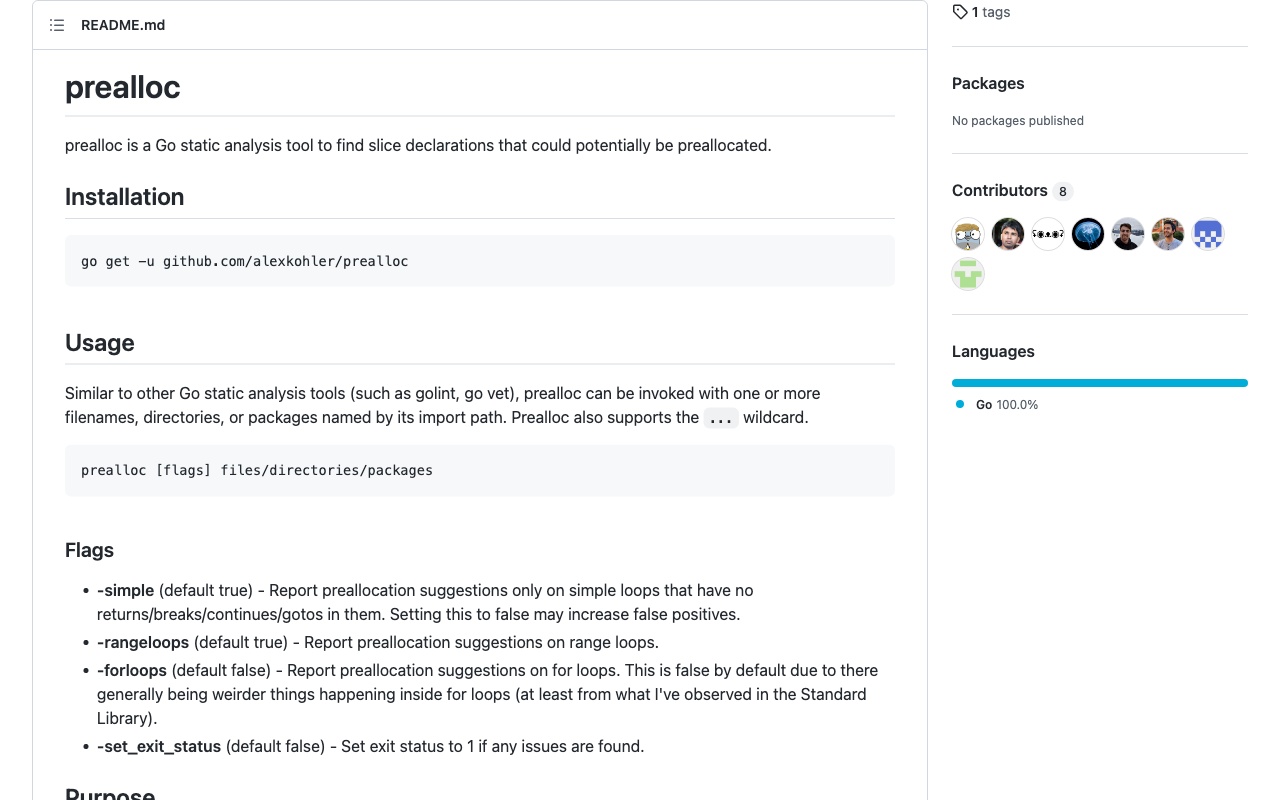 README.md
prealloc
prealloc is a Go static analysis tool to find slice declarations that could potentially be preallocated.
Installation
go get -u github.com/alexkohler/prealloc
Usage
Similar to other Go static analysis tools (such as golint, go vet), prealloc can be invoked with one or more
filenames, directories, or packages named by its import path. Prealloc also supports the ... wildcard.
prealloc [flags] files/directories/packages
Flags
• -simple (default true) - Report preallocation suggestions only on simple loops that have no
returns/breaks/continues/gotos in them. Setting this to false may increase false positives.
• -rangeloops (default true) - Report preallocation suggestions on range loops.
• -forloops (default false) - Report preallocation suggestions on for loops. This is false by default due to there
generally being weirder things happening inside for loops (at least from what I've observed in the Standard
Library).
• -set_exit_status (default false) - Set exit status to 1 if any issues are found.
Purpose
1 tags
Packages
No packages published
Contributors 8
Languages
Go 100.0%